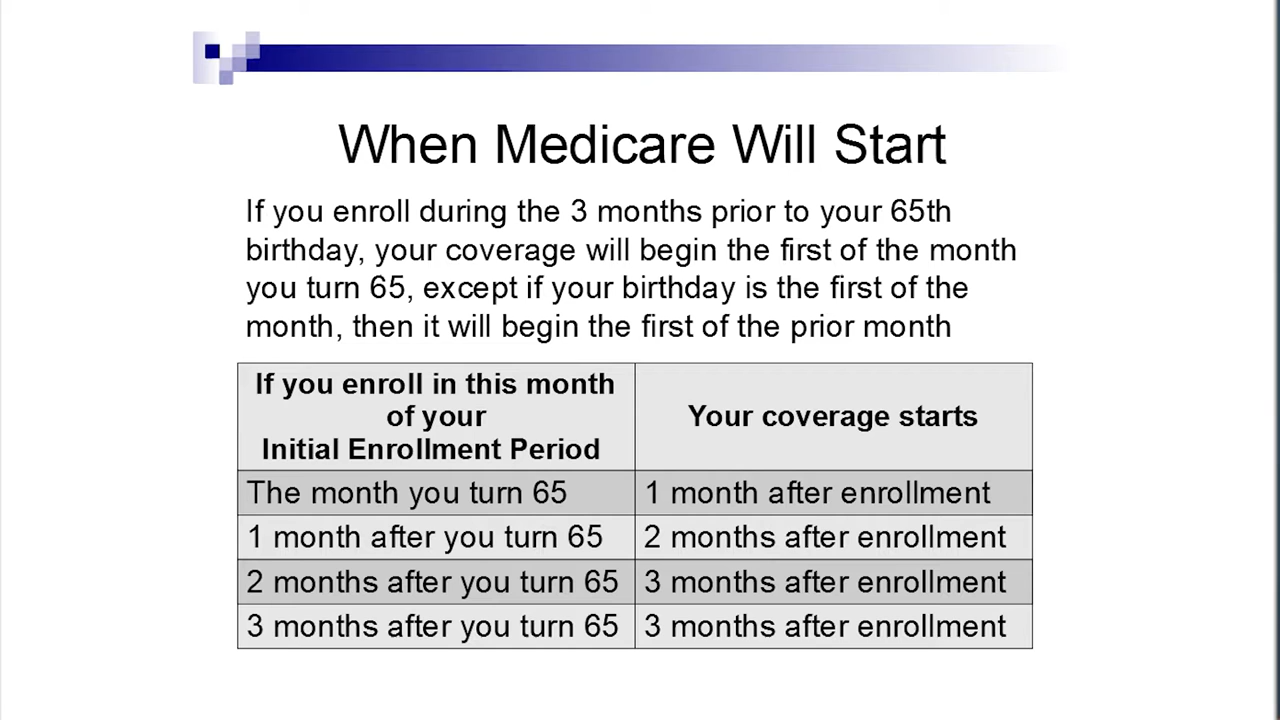 When Medicare Will Start
If you enroll during the 3 months prior to your 65th
birthday, your coverage will begin the first of the month
you turn 65, except if your birthday is the first of the
month, then it will begin the first of the prior month
If you enroll in this month
of your
Initial Enrollment Period
Your coverage starts
The month you turn 65
1 month after enrollment
1 month after you turn 65
2 months after enrollment
2 months after you turn 65
3 months after enrollment
3 months after you turn 65
3 months after enrollment